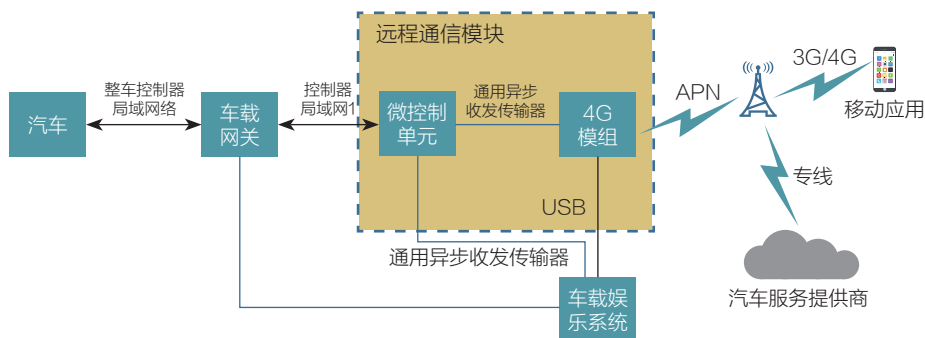 远程通信模块
整车控制器
局域网络
控制器
局域网1
通用异步
收发传输器
APN
3G/4G
汽车
车载
网关
微控制
单元
4G
模组
移动应用
专线
USB
通用异步收发传输器
车载娱
乐系统
汽车服务提供商